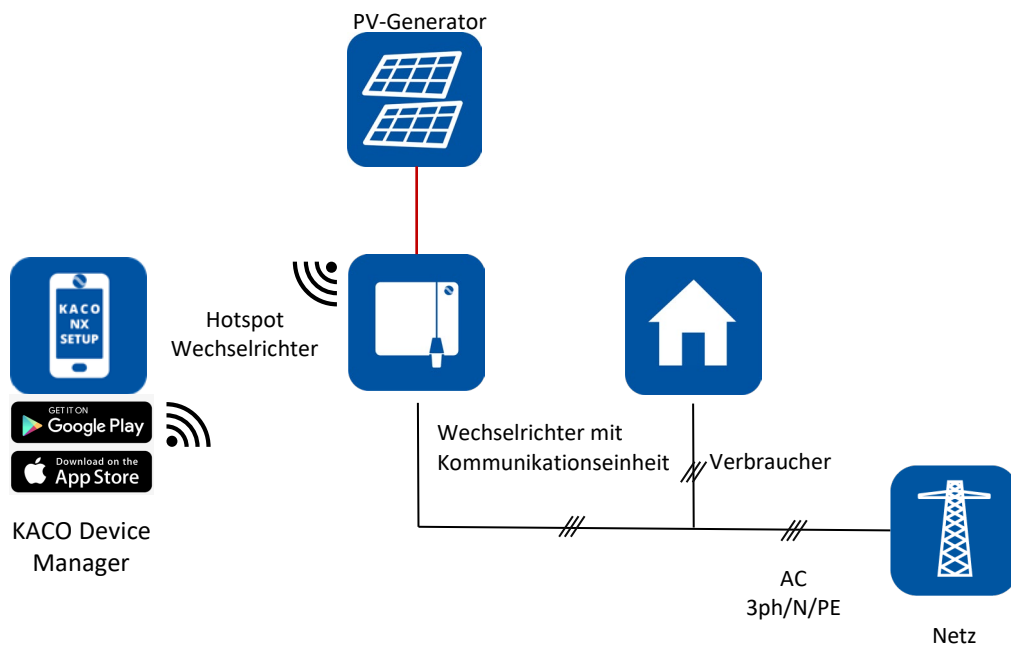 PV-Generator
KACO
NX
SETUP
Hotspot
Wechselrichter
GET IT ON
Google Play
Download on the
App Store
KACO Device
Manager
Wechselrichter mit
Kommunikationseinheit
Verbraucher
AC
3ph/N/PE
Netz